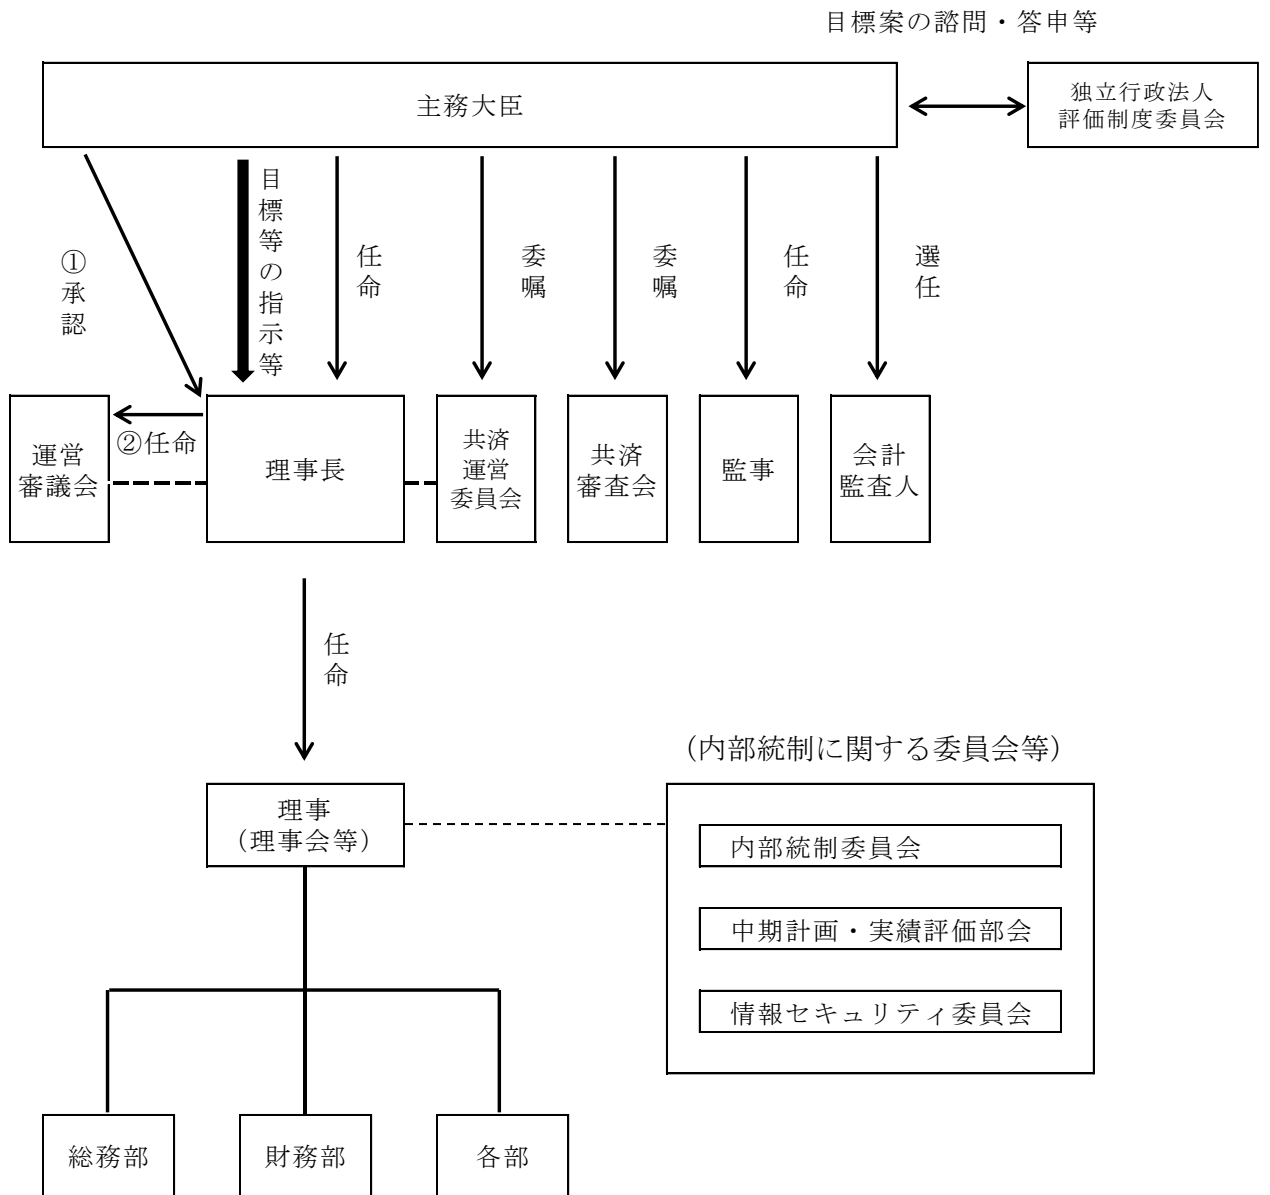 目標案の諮問・答申等
主務大臣
独立行政法人
評価制度委員会
①承認
目標等の指示等
任命
委嘱
委嘱
任命
選任
②任命
運営
審議会
理事長
共済
運営
委員会
共済
審査会
監事
会計
監査人
任命
（内部統制に関する委員会等）
理事
（理事会等）
内部統制委員会
中期計画・実績評価部会
情報セキュリティ委員会
総務部
財務部
各部